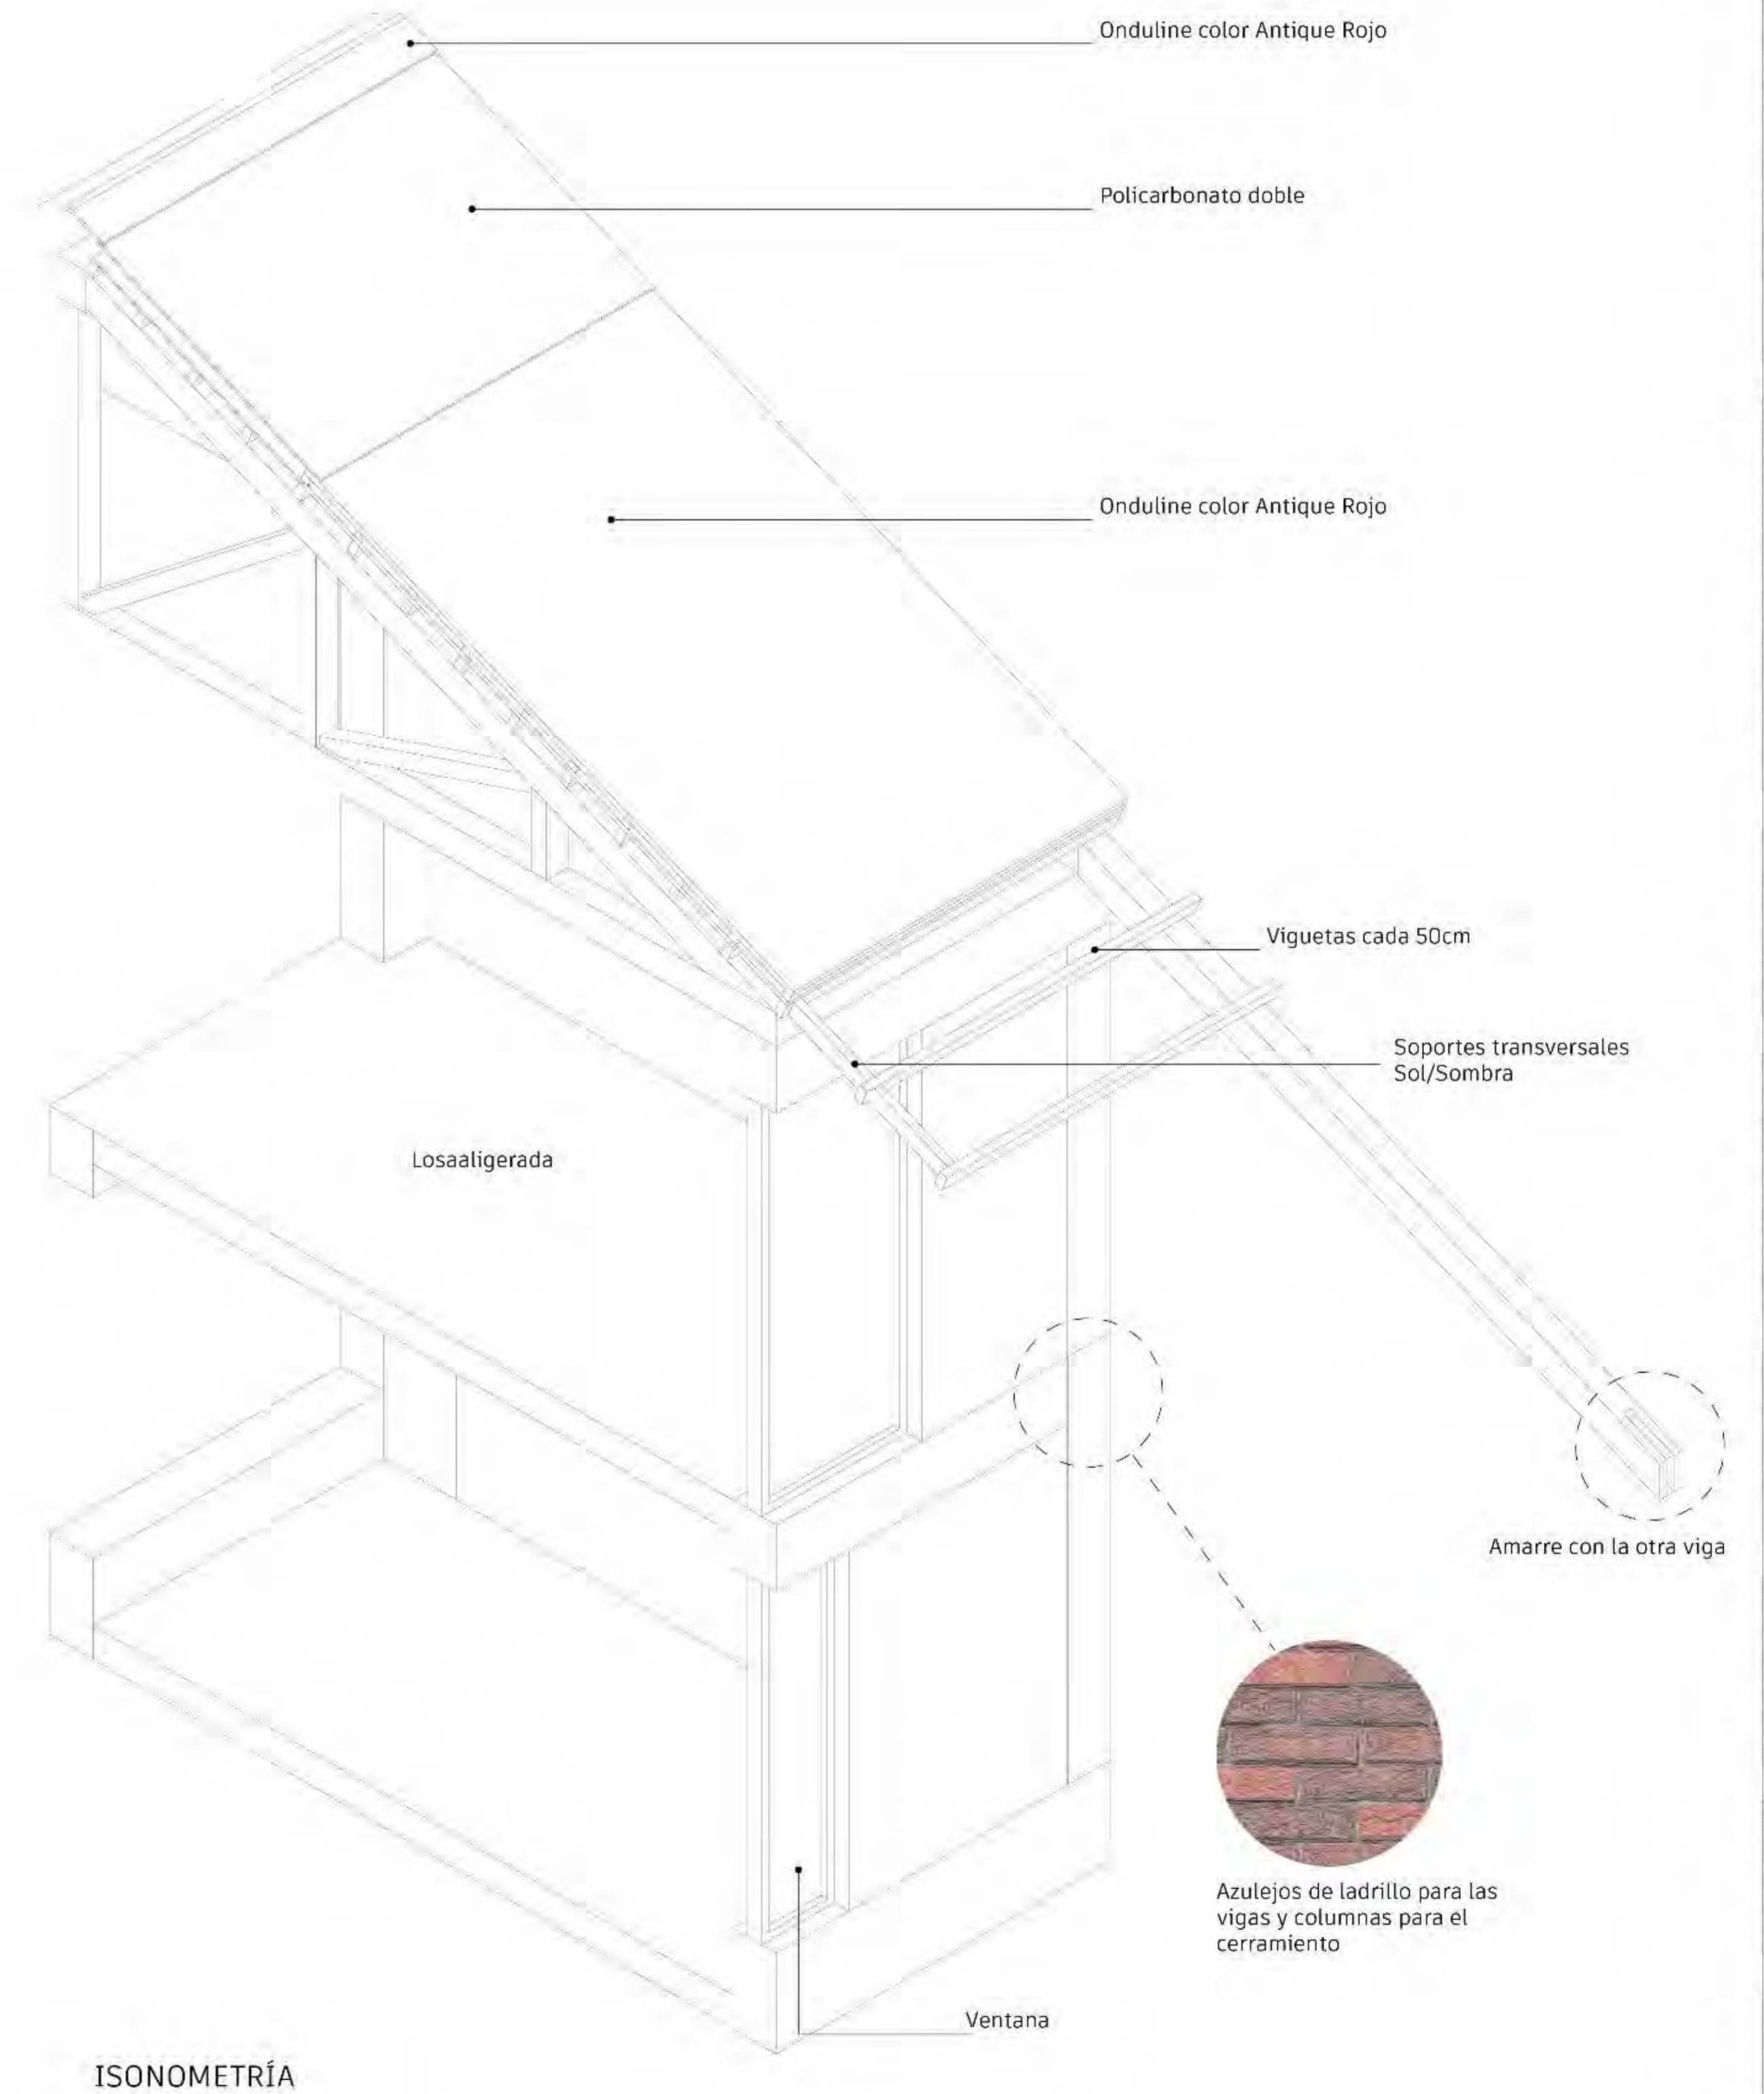 Onduline color Antique Rojo
Policarbonato doble
Onduline color Antique Rojo
Viguetas cada 50cm
Soportes transversales
Sol/Sombra
Losaaligerada
Amarre con la otra viga
Azulejos de ladrillo para las
vigas y columnas para el
cerramiento
Ventana
ISONOMETRÍA